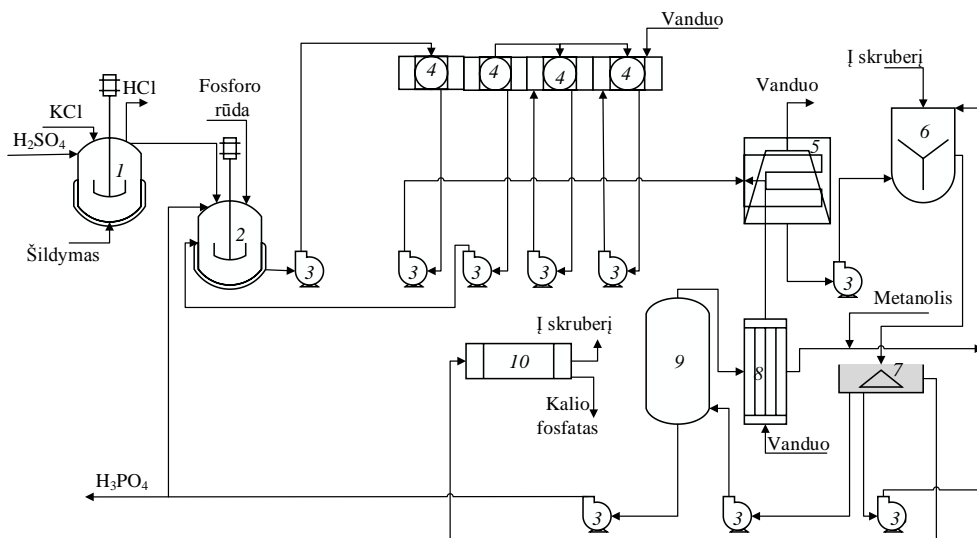 Vanduo
Į skruberį
HCl
Fosforo
rūda
KCl
H₂SO₄
4
4
4
4
Vanduo
5
6
1
2
Šildymas
3
3
3
3
3
3
Metanolis
Į skruberį
10
9
8
7
Kalio
fosfatas
Vanduo
H₃PO₄
3
3
3